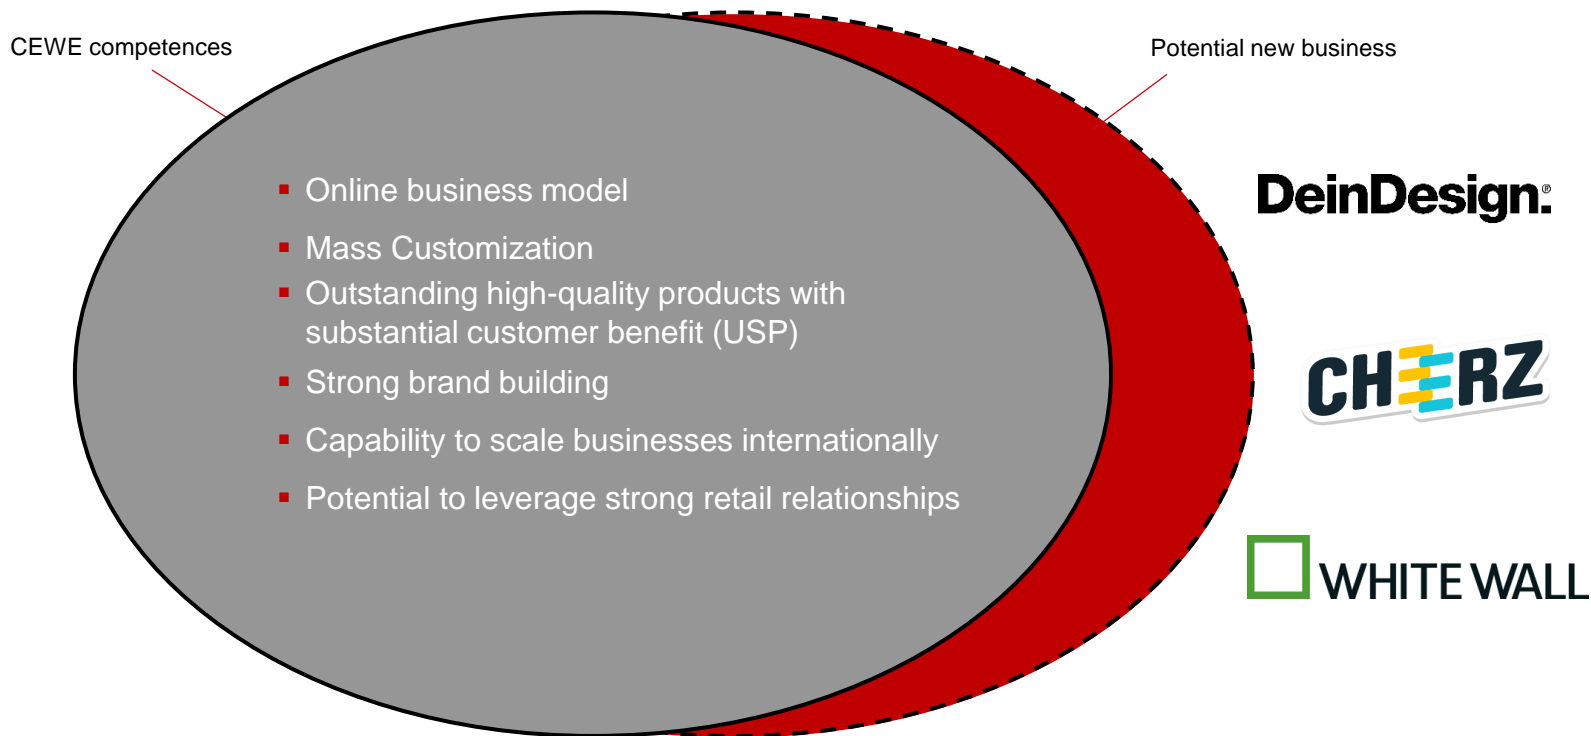 CEWE competences
Potential new business
▪ Online business model
▪ Mass Customization
▪ Outstanding high-quality products with
substantial customer benefit (USP)
▪ Strong brand building
▪ Capability to scale businesses internationally
▪ Potential to leverage strong retail relationships
DeinDesign.®
CHEERZ
WHITE WALL